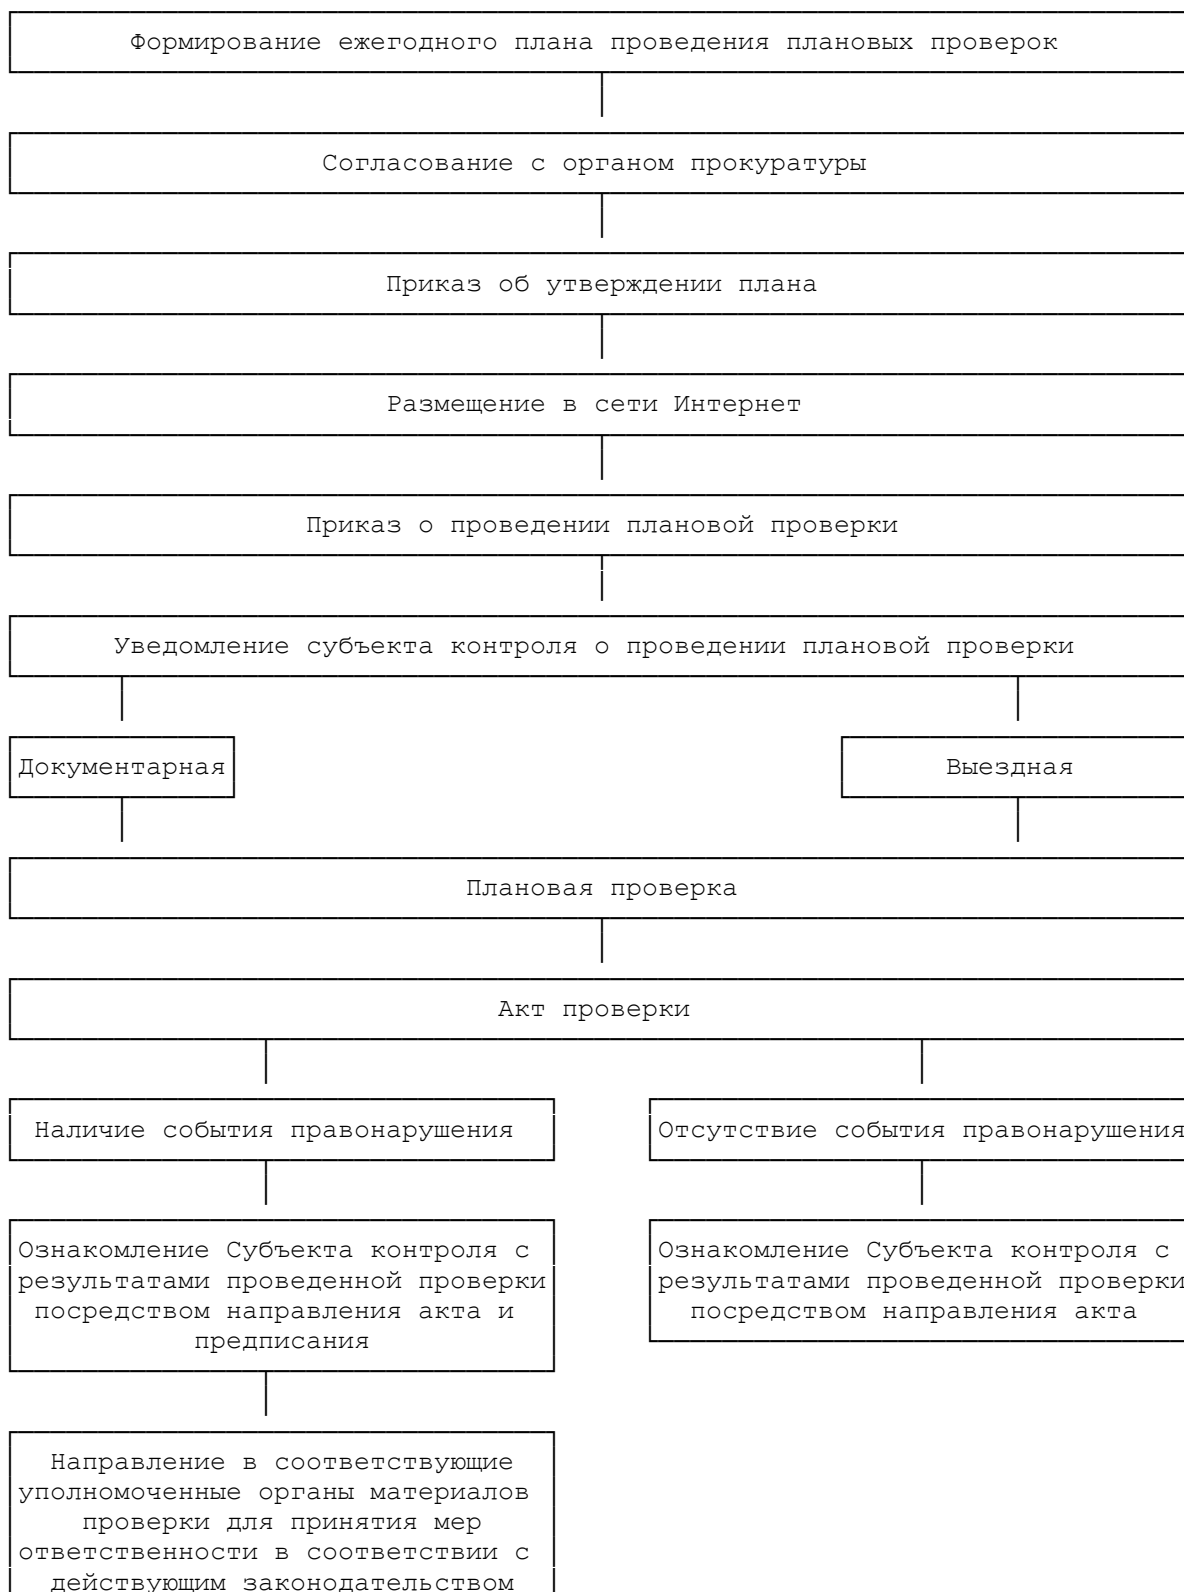 Формирование ежегодного плана проведения плановых проверок
Согласование с органом прокуратуры
Приказ об утверждении плана
Размещение в сети Интернет
Приказ о проведении плановой проверки
Уведомление субъекта контроля о проведении плановой проверки
Документарная
Выездная
Плановая проверка
Акт проверки
Наличие события правонарушения
Отсутствие события правонарушения
Ознакомление Субъекта контроля с
результатами проведенной проверки
посредством направления акта и
предписания
Ознакомление Субъекта контроля с
результатами проведенной проверки
посредством направления акта
Направление в соответствующие
уполномоченные органы материалов
проверки для принятия мер
ответственности в соответствии с
действующим законодательством